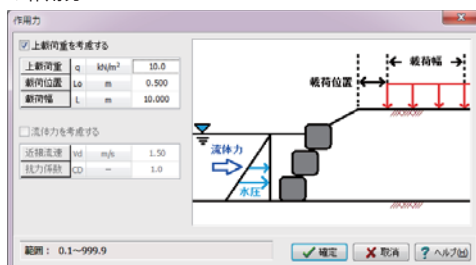 作用力
上載荷重を考慮する
上載荷重 q kN/m² 10.0
載荷位置 Lo m 0.500
載荷幅 L m 10.000
流体力を考慮する
近接流速 Vd m/s 1.50
抗力係数 CD － 1.0
載荷幅
載荷位置
流体力
水圧
範囲： 0.1～999.9
確定
取消
ヘルプ(H)